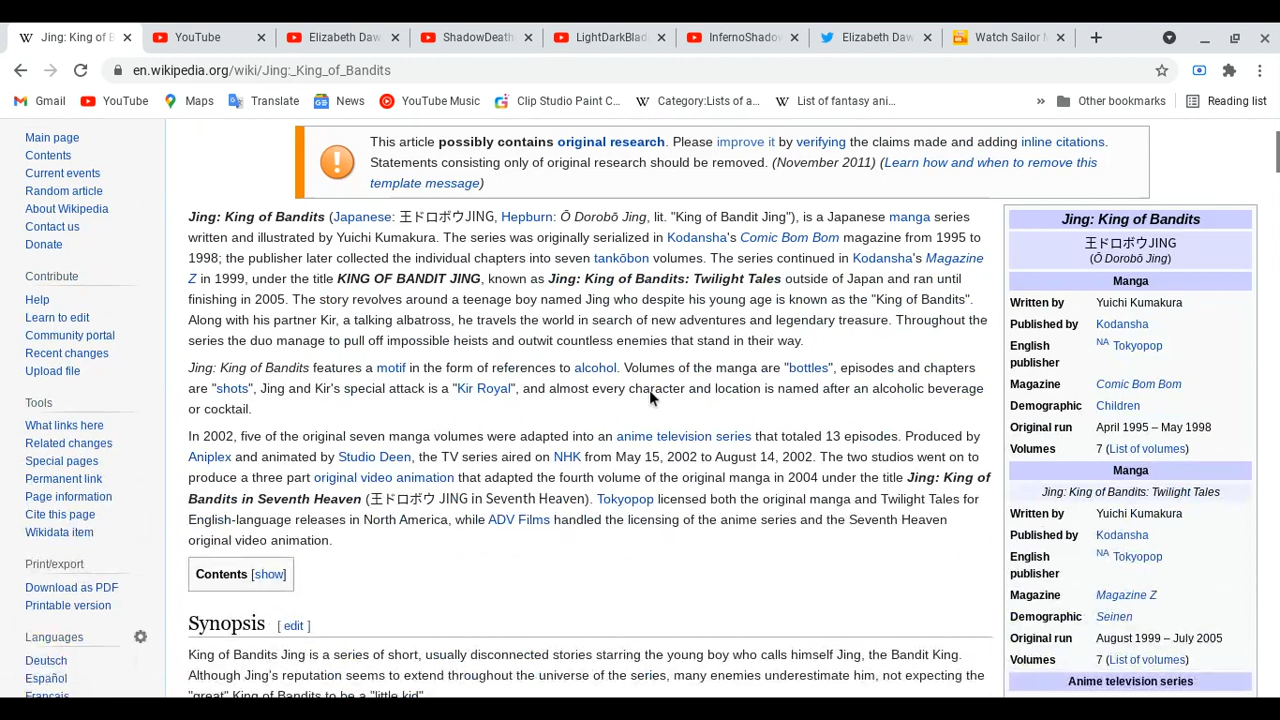 Jing: King of B
YouTube
Elizabeth Daw
ShadowDeath
LightDarkBlad
InfernoShadow
Elizabeth Daw
Watch Sailor M
en.wikipedia.org/wiki/Jing:_King_of_Bandits
Gmail
YouTube
Maps
Translate
News
YouTube Music
Clip Studio Paint C...
Category:Lists of a...
List of fantasy ani...
»
Other bookmarks
Reading list
Main page
Contents
Current events
Random article
About Wikipedia
Contact us
Donate
Contribute
Help
Learn to edit
Community portal
Recent changes
Upload file
Tools
What links here
Related changes
Special pages
Permanent link
Page information
Cite this page
Wikidata item
Print/export
Download as PDF
Printable version
Languages
Deutsch
Español
Français
This article possibly contains original research. Please improve it by verifying the claims made and adding inline citations.
Statements consisting only of original research should be removed. (November 2011) (Learn how and when to remove this
template message)
Jing: King of Bandits (Japanese: 王ドロボウJING, Hepburn: Ō Dorobō Jing, lit. "King of Bandit Jing"), is a Japanese manga series
written and illustrated by Yuichi Kumakura. The series was originally serialized in Kodansha's Comic Bom Bom magazine from 1995 to
1998; the publisher later collected the individual chapters into seven tankōbon volumes. The series continued in Kodansha's Magazine
Z in 1999, under the title KING OF BANDIT JING, known as Jing: King of Bandits: Twilight Tales outside of Japan and ran until
finishing in 2005. The story revolves around a teenage boy named Jing who despite his young age is known as the "King of Bandits".
Along with his partner Kir, a talking albatross, he travels the world in search of new adventures and legendary treasure. Throughout the
series the duo manage to pull off impossible heists and outwit countless enemies that stand in their way.
Jing: King of Bandits features a motif in the form of references to alcohol. Volumes of the manga are "bottles", episodes and chapters
are "shots", Jing and Kir's special attack is a "Kir Royal", and almost every character and location is named after an alcoholic beverage
or cocktail.
In 2002, five of the original seven manga volumes were adapted into an anime television series that totaled 13 episodes. Produced by
Aniplex and animated by Studio Deen, the TV series aired on NHK from May 15, 2002 to August 14, 2002. The two studios went on to
produce a three part original video animation that adapted the fourth volume of the original manga in 2004 under the title Jing: King of
Bandits in Seventh Heaven (王ドロボウ JING in Seventh Heaven). Tokyopop licensed both the original manga and Twilight Tales for
English-language releases in North America, while ADV Films handled the licensing of the anime series and the Seventh Heaven
original video animation.
Contents [show]
Synopsis [ edit ]
King of Bandits Jing is a series of short, usually disconnected stories starring the young boy who calls himself Jing, the Bandit King.
Although Jing's reputation seems to extend throughout the universe of the series, many enemies underestimate him, not expecting the
"great" King of Bandits to be a "little kid".
Jing: King of Bandits
王ドロボウJING
(Ō Dorobō Jing)
Manga
Written by Yuichi Kumakura
Published by Kodansha
English publisher NA Tokyopop
Magazine Comic Bom Bom
Demographic Children
Original run April 1995 – May 1998
Volumes 7 (List of volumes)
Manga
Jing: King of Bandits: Twilight Tales
Written by Yuichi Kumakura
Published by Kodansha
English publisher NA Tokyopop
Magazine Magazine Z
Demographic Seinen
Original run August 1999 – July 2005
Volumes 7 (List of volumes)
Anime television series